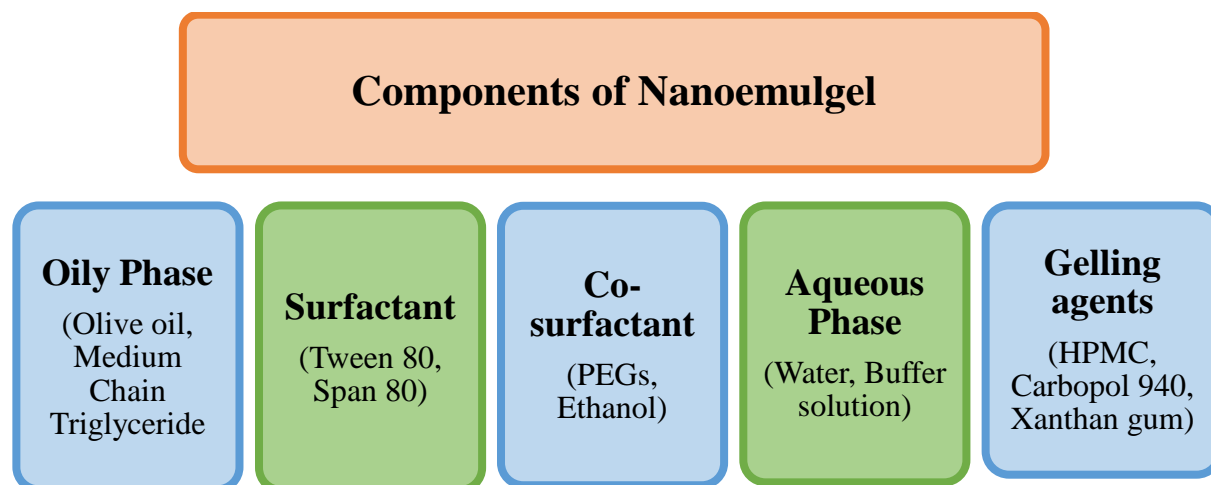 Components of Nanoemulgel
Oily Phase
(Olive oil,
Medium
Chain
Triglyceride
Surfactant
(Tween 80,
Span 80)
Co-
surfactant
(PEGs,
Ethanol)
Aqueous
Phase
(Water, Buffer
solution)
Gelling
agents
(HPMC,
Carbopol 940,
Xanthan gum)